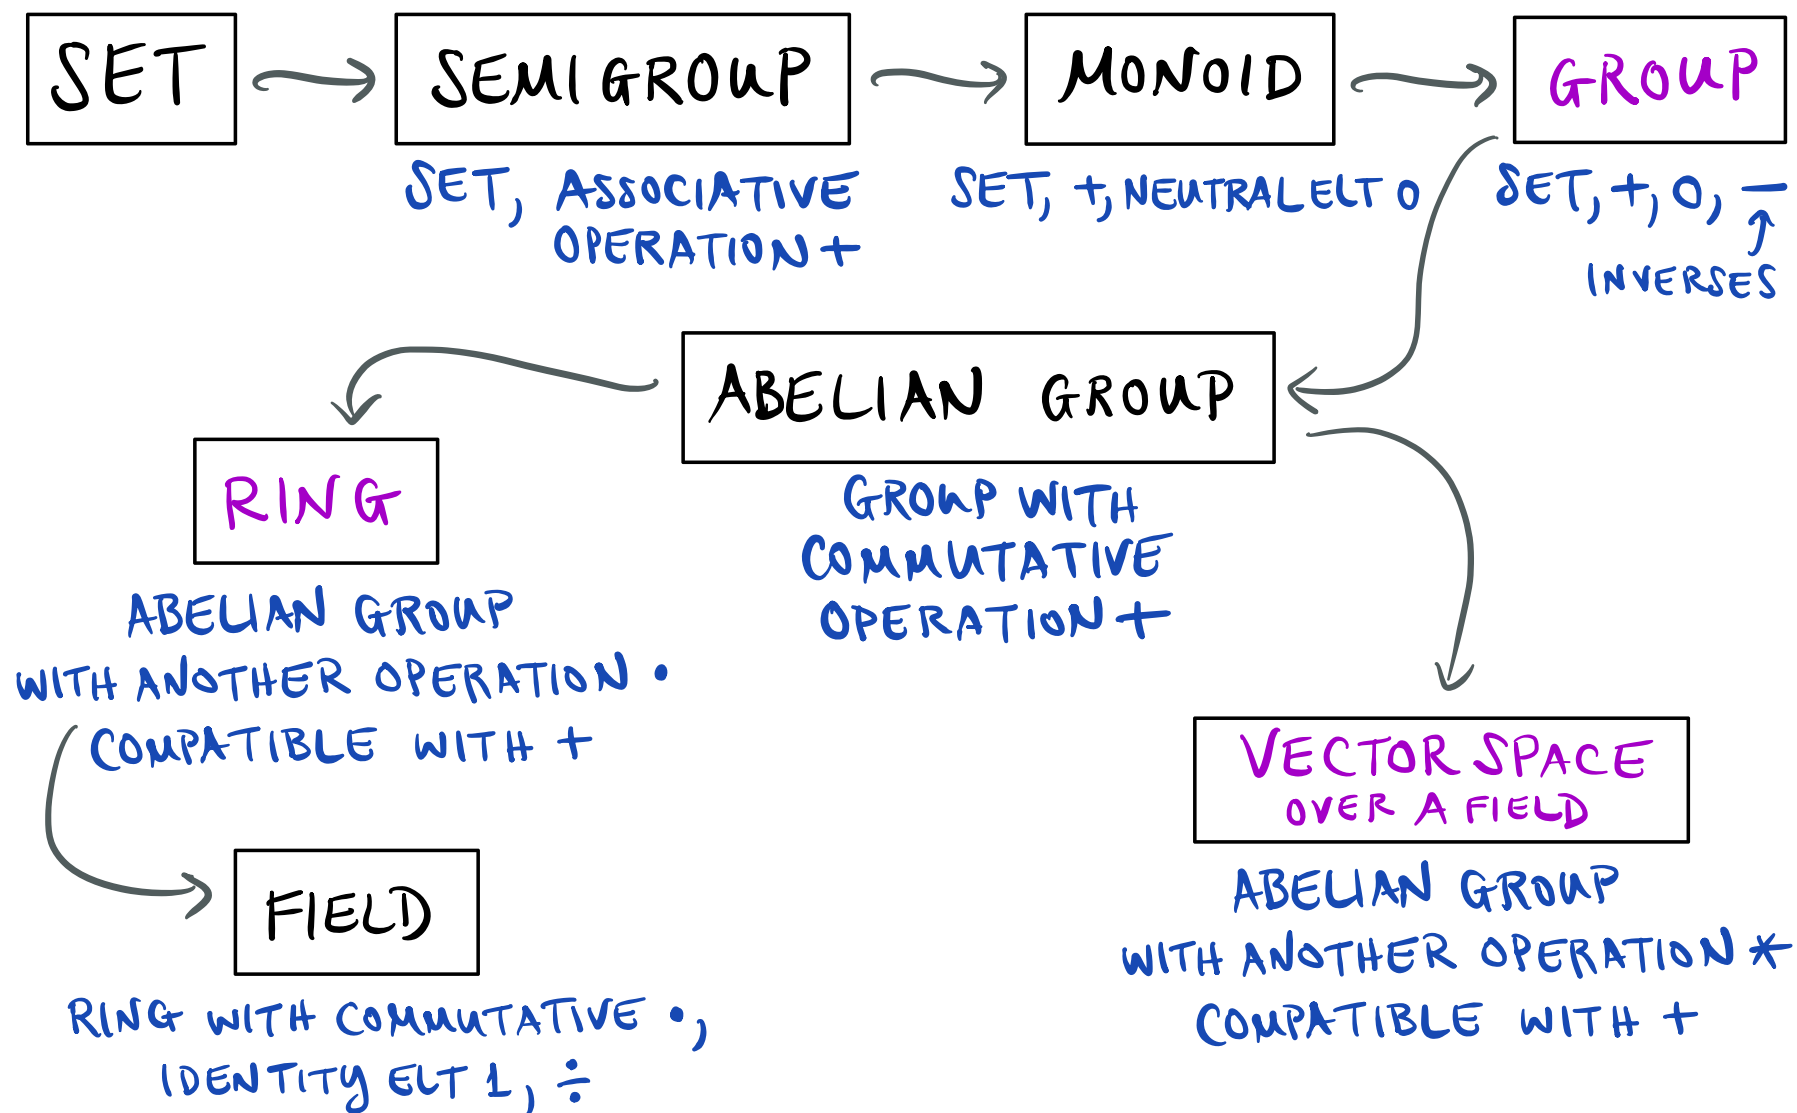 SET
SEMIGROUP
MONOID
GROUP
SET, ASSOCIATIVE
OPERATION +
SET, +, NEUTRAL ELT 0
SET, +, 0, −
INVERSES
ABELIAN GROUP
GROUP WITH
COMMUTATIVE
OPERATION +
RING
ABELIAN GROUP
WITH ANOTHER OPERATION •
COMPATIBLE WITH +
VECTOR SPACE
OVER A FIELD
ABELIAN GROUP
WITH ANOTHER OPERATION *
COMPATIBLE WITH +
FIELD
RING WITH COMMUTATIVE •,
IDENTITY ELT 1, ÷